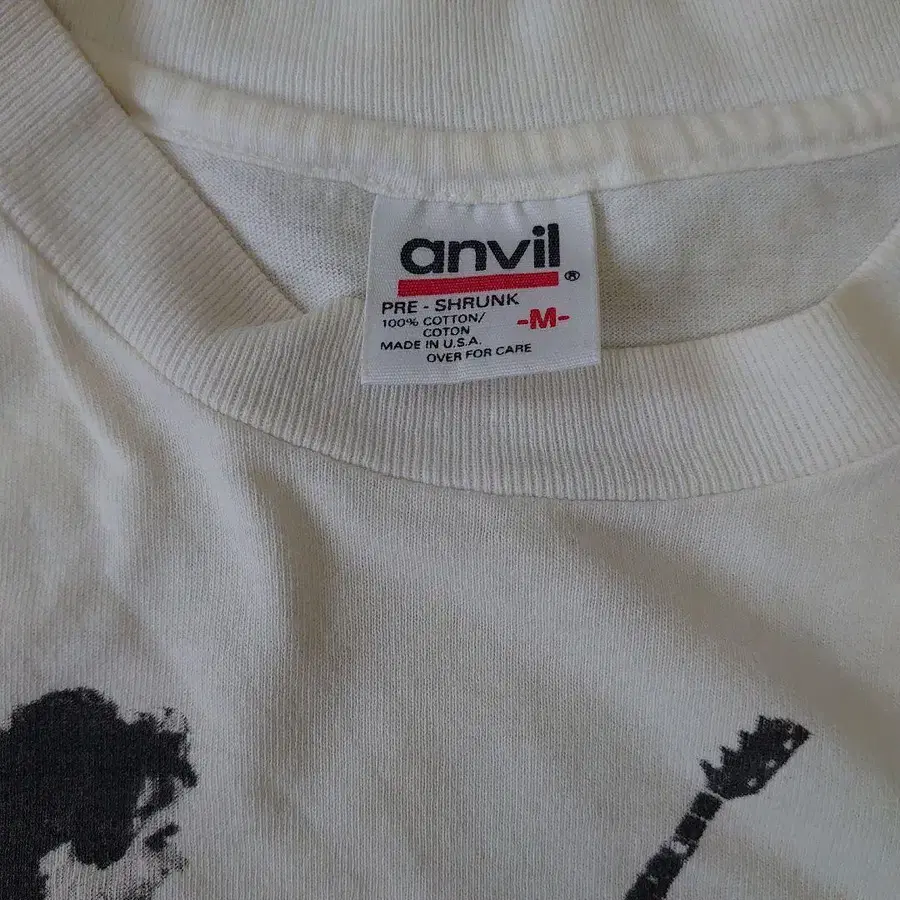 anvil®
PRE - SHRUNK
100% COTTON/
COTON
-M-
MADE IN U.S.A.
OVER FOR CARE